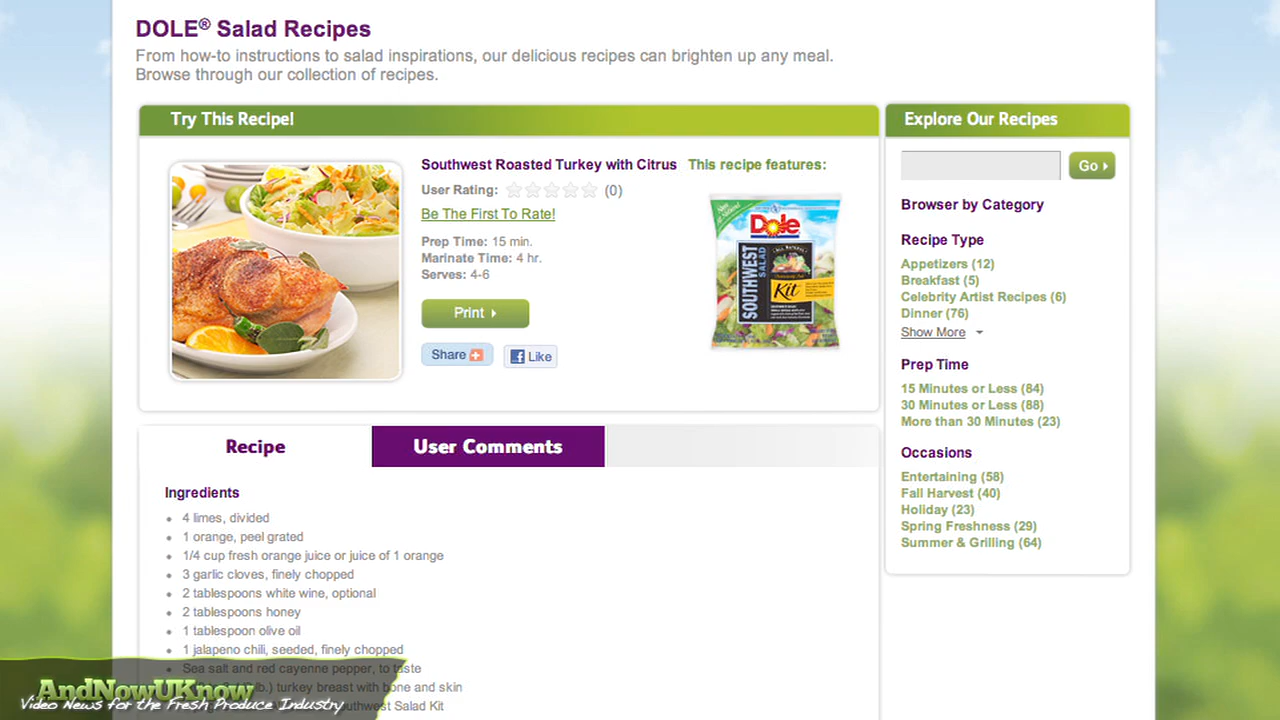 DOLE® Salad Recipes
From how-to instructions to salad inspirations, our delicious recipes can brighten up any meal.
Browse through our collection of recipes.
Try This Recipe!
Southwest Roasted Turkey with Citrus
User Rating: (0)
Be The First To Rate!
Prep Time: 15 min.
Marinate Time: 4 hr.
Serves: 4-6
Print
Share
Like
This recipe features:
Dole
SOUTHWEST
SALAD
Kit
Explore Our Recipes
Go
Browser by Category
Recipe Type
Appetizers (12)
Breakfast (5)
Celebrity Artist Recipes (6)
Dinner (76)
Show More
Prep Time
15 Minutes or Less (84)
30 Minutes or Less (88)
More than 30 Minutes (23)
Occasions
Entertaining (58)
Fall Harvest (40)
Holiday (23)
Spring Freshness (29)
Summer & Grilling (64)
Recipe
User Comments
Ingredients
4 limes, divided
1 orange, peel grated
1/4 cup fresh orange juice or juice of 1 orange
3 garlic cloves, finely chopped
2 tablespoons white wine, optional
2 tablespoons honey
1 tablespoon olive oil
1 jalapeno chili, seeded, finely chopped
Sea salt and red cayenne pepper, to taste
turkey breast with bone and skin
Southwest Salad Kit
AndNowUKnow
Video News for the Fresh Produce Industry